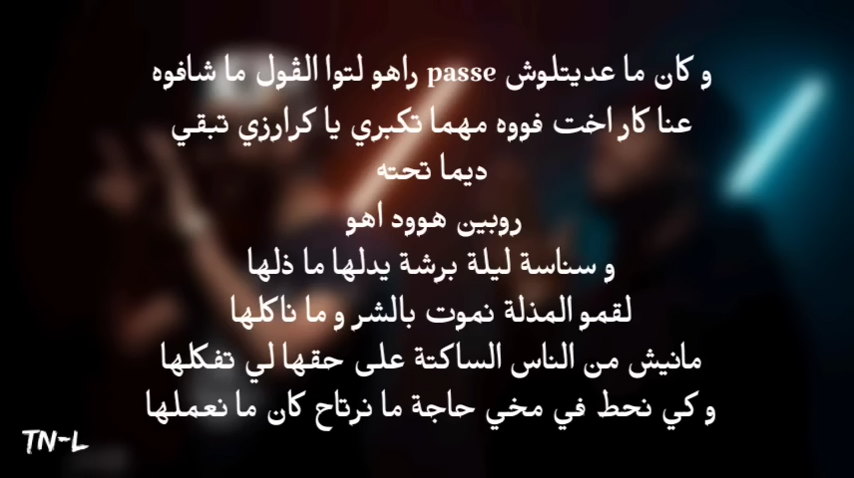 و كان ما عديتلوش passe راهو لتوا الڨول ما شافوه
عنا كار اخت فووه مهما تكبري يا كرارزي تبقي
ديما تحته
روبين هوود اهو
و سناسة ليلة برشة يدلها ما ذلها
لقمو المذلة نموت بالشر و ما ناكلها
مانيش من الناس الساكتة على حقها لي تفكلها
و كي نحط في مخي حاجة ما نرتاح كان ما نعملها
TN-L